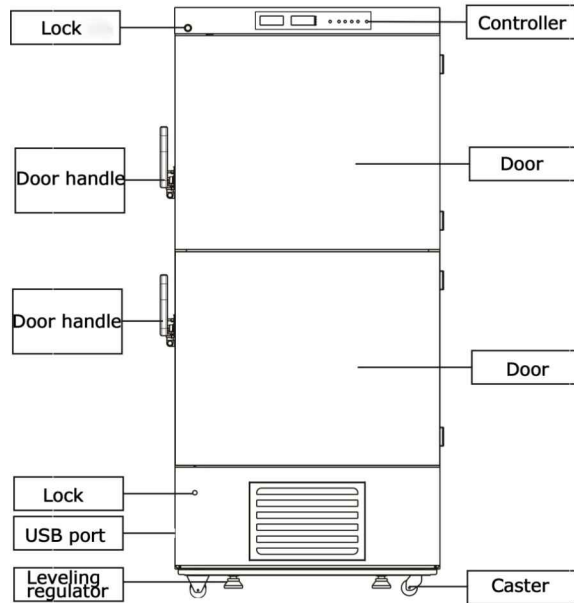 Lock
Controller
Door handle
Door
Door handle
Door
Lock
USB port
Leveling
regulator
Caster